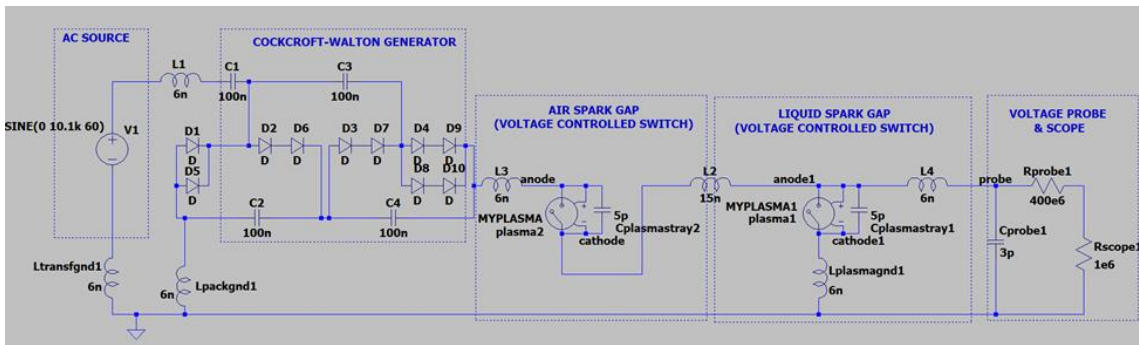 AC SOURCE
COCKCROFT-WALTON GENERATOR
L1
6n
C1
100n
C3
100n
SINE(0 10.1k 60)
V1
D1
D
D5
D
D2
D
D6
D
D3
D
D7
D
D4
D
D9
D8
D
D10
D
C2
100n
C4
100n
AIR SPARK GAP
(VOLTAGE CONTROLLED SWITCH)
L3
6n
anode
MYPLASMA
plasma2
5p
Cplasmastray2
cathode
L2
15n
LIQUID SPARK GAP
(VOLTAGE CONTROLLED SWITCH)
anode1
MYPLASMA1
plasma1
5p
Cplasmastray1
cathode1
L4
6n
Lplasmagnd1
6n
VOLTAGE PROBE
& SCOPE
probe
Rprobe1
400e6
Cprobe1
3p
Rscope1
1e6
Ltransfgnd1
6n
Lpackgnd1
6n